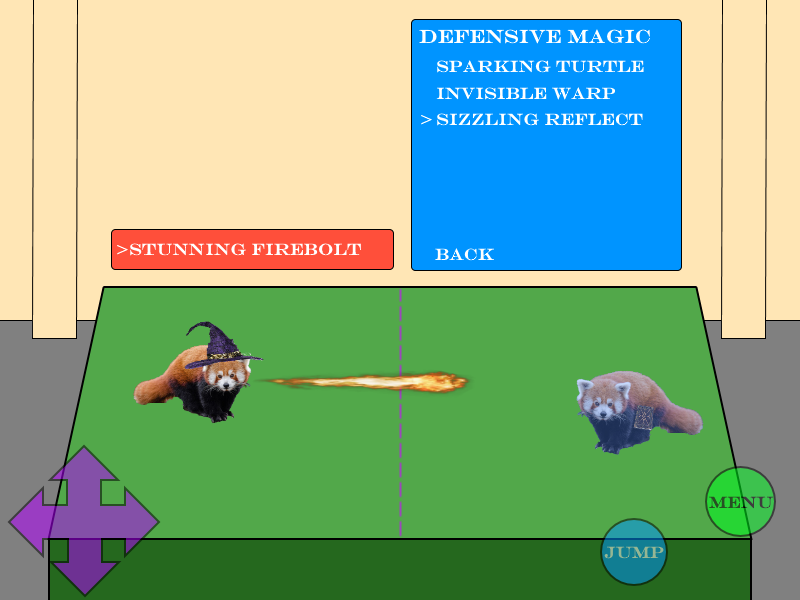 DEFENSIVE MAGIC
SPARKING TURTLE
INVISIBLE WARP
> SIZZLING REFLECT
BACK
>STUNNING FIREBOLT
MENU
JUMP